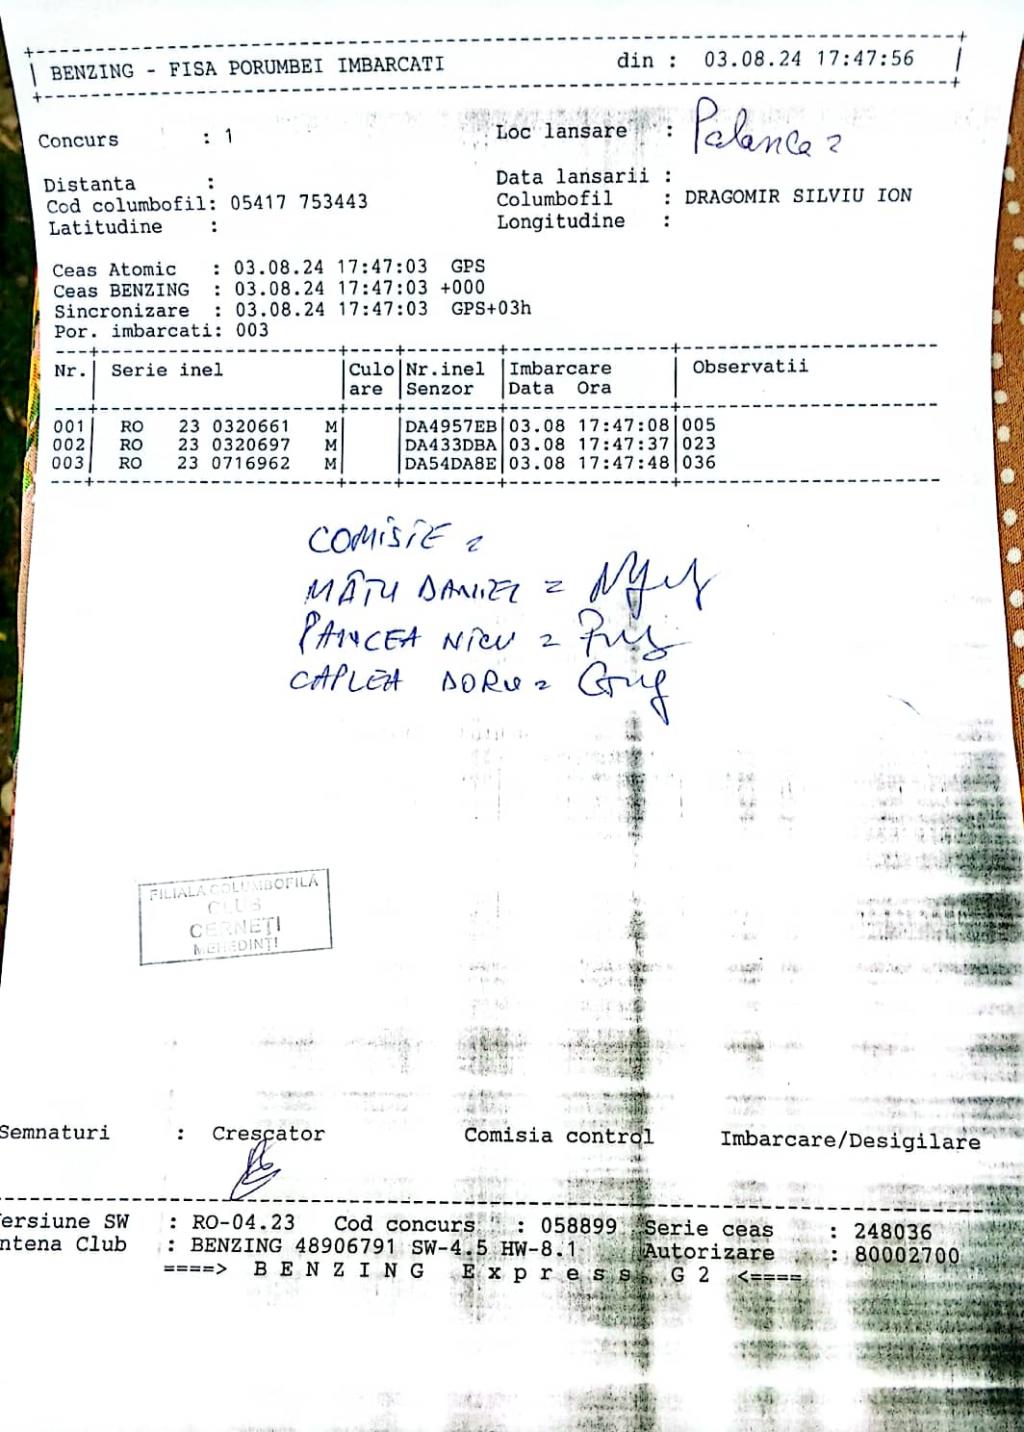 BENZING - FISA PORUMBEI IMBARCATI din : 03.08.24 17:47:56
Concurs : 1 Loc lansare : Palanca 2
Distanta : Data lansarii :
Cod columbofil: 05417 753443 Columbofil : DRAGOMIR SILVIU ION
Latitudine : Longitudine :
Ceas Atomic : 03.08.24 17:47:03 GPS
Ceas BENZING : 03.08.24 17:47:03 +000
Sincronizare : 03.08.24 17:47:03 GPS+03h
Por. imbarcati: 003
Nr. Serie inel Culo Nr.inel Imbarcare Observatii
are Senzor Data Ora
001 RO 23 0320661 M DA4957EB 03.08 17:47:08 005
002 RO 23 0320697 M DA433DBA 03.08 17:47:37 023
003 RO 23 0716962 M DA54DA8E 03.08 17:47:48 036
COMISIE =
MÂȚU DANIEL =
PANCEA NICU =
CAPLEA DORU =
FILIALA COLUMBOFILĂ
CLUB
CERNEȚI
MEHEDINȚI
Semnaturi : Crescator Comisia control Imbarcare/Desigilare
ersiune SW : RO-04.23 Cod concurs : 058899 Serie ceas : 248036
ntena Club : BENZING 48906791 SW-4.5 HW-8.1 Autorizare : 80002700
====> B E N Z I N G E x p r e s s G 2 <====